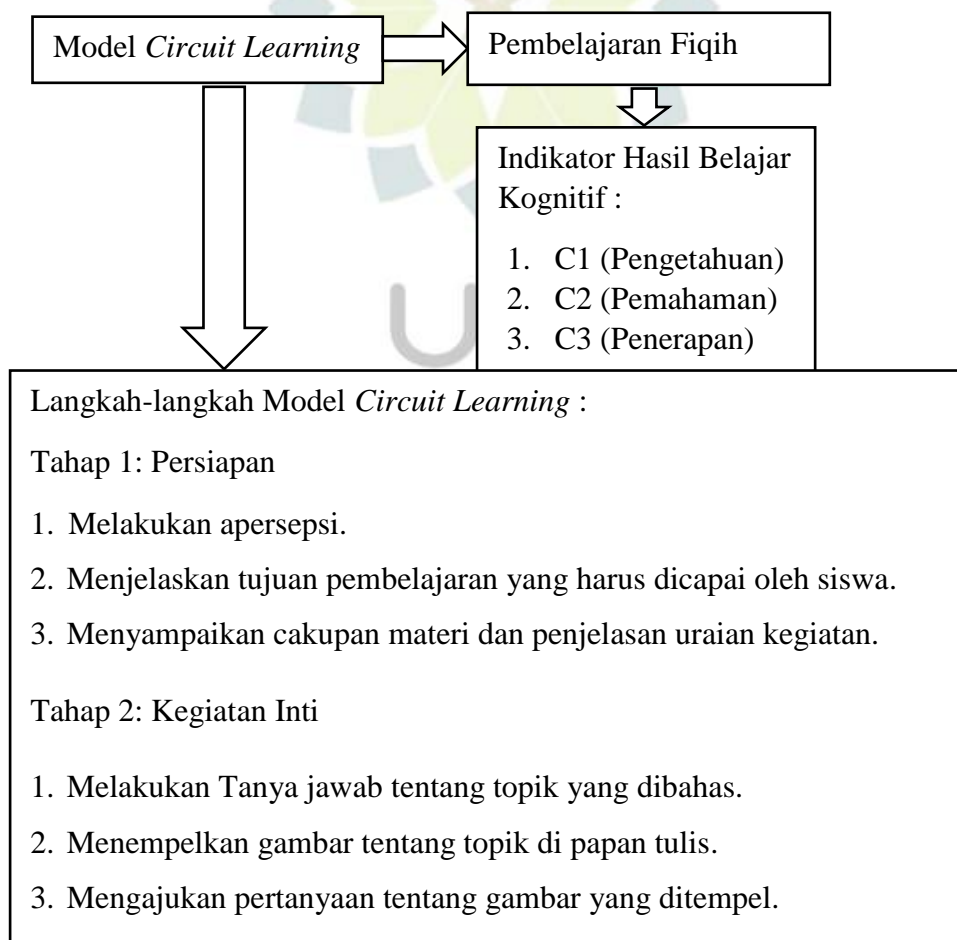 Model Circuit Learning
Pembelajaran Fiqih
Indikator Hasil Belajar
Kognitif :
1. C1 (Pengetahuan)
2. C2 (Pemahaman)
3. C3 (Penerapan)
Langkah-langkah Model Circuit Learning :
Tahap 1: Persiapan
1. Melakukan apersepsi.
2. Menjelaskan tujuan pembelajaran yang harus dicapai oleh siswa.
3. Menyampaikan cakupan materi dan penjelasan uraian kegiatan.
Tahap 2: Kegiatan Inti
1. Melakukan Tanya jawab tentang topik yang dibahas.
2. Menempelkan gambar tentang topik di papan tulis.
3. Mengajukan pertanyaan tentang gambar yang ditempel.